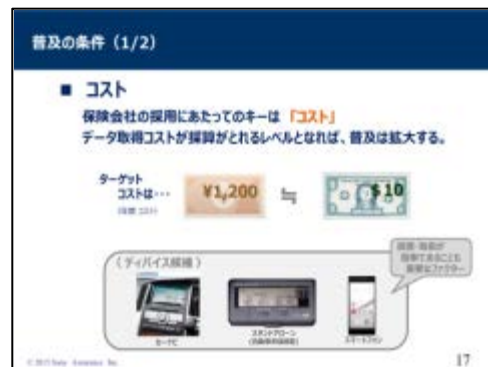 普及の条件（1/2）
■ コスト
保険会社の採用にあたってのキーは「コスト」
データ取得コストが採算がとれるレベルとなれば、普及は拡大する。
ターゲット
コストは・・・
¥1,200 ≒ $10
（デバイス候補）
カーナビ
スタンドアローン
スマートフォン
17